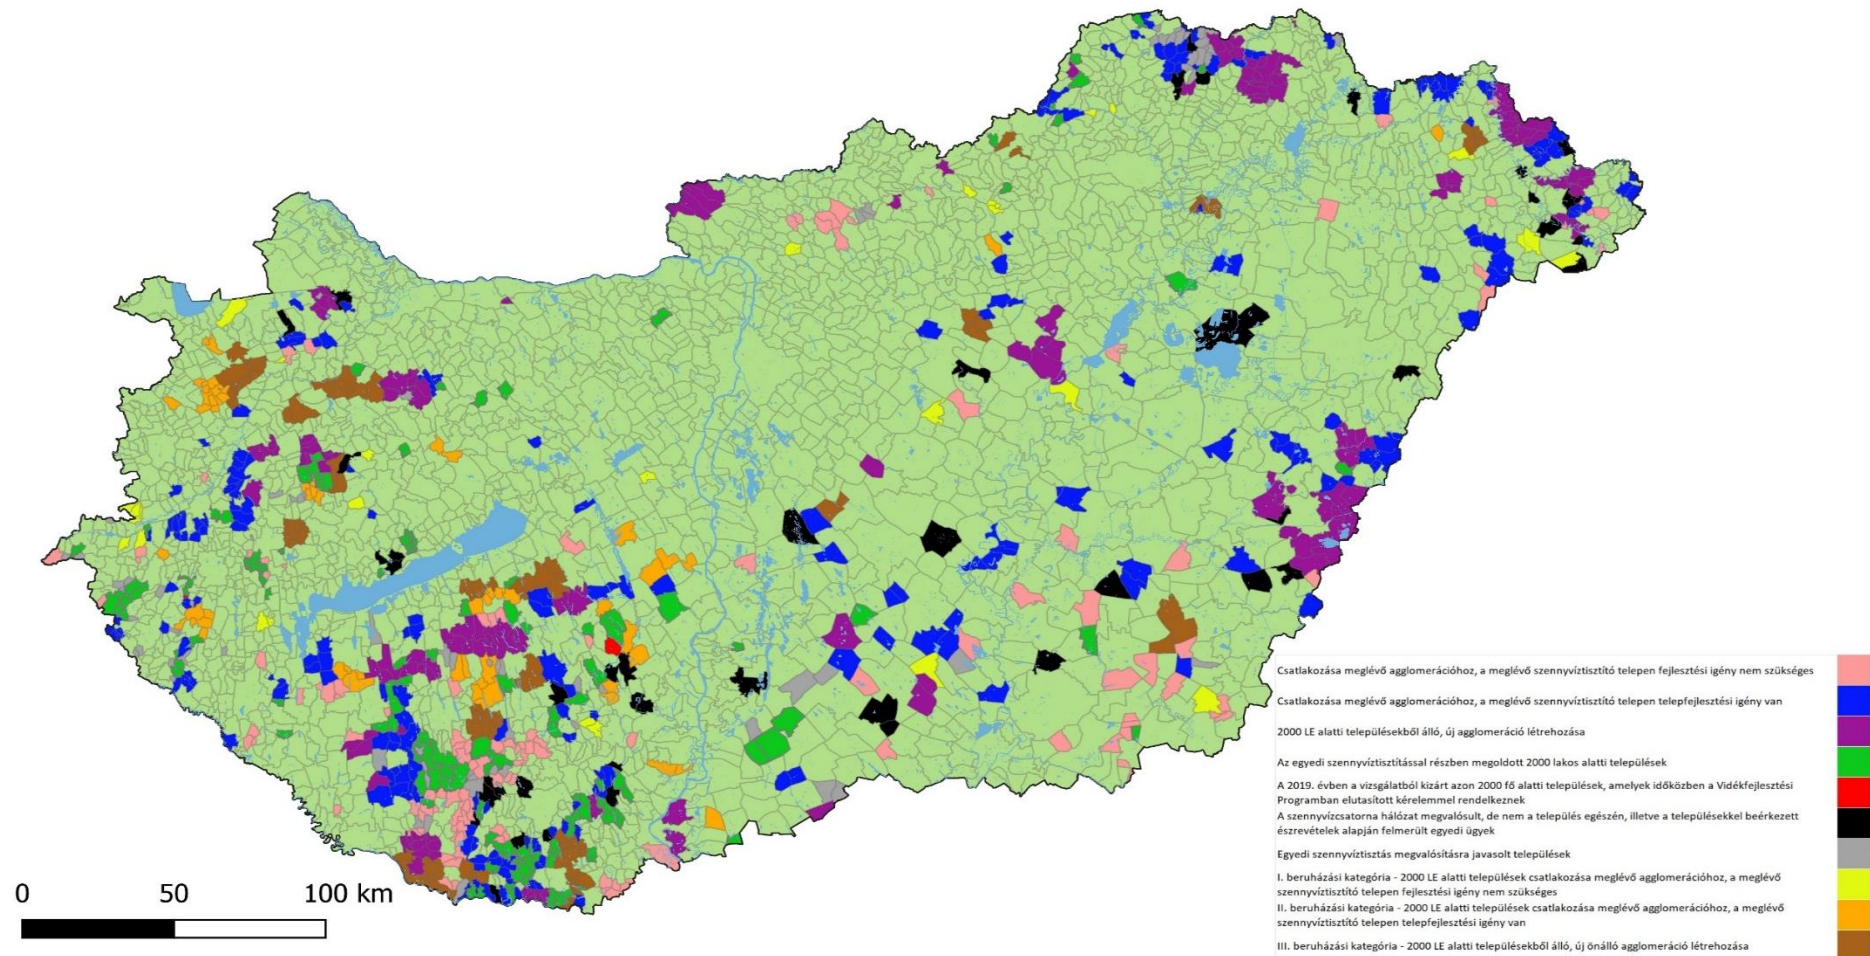 Csatlakozása meglévő agglomerációhoz, a meglévő szennyvíztisztító telepen fejlesztési igény nem szükséges
Csatlakozása meglévő agglomerációhoz, a meglévő szennyvíztisztító telepen telepfejlesztési igény van
2000 LE alatti településekből álló, új agglomeráció létrehozása
Az egyedi szennyvíztisztítással részben megoldott 2000 lakos alatti települések
A 2019. évben a vizsgálatból kizárt azon 2000 fő alatti települések, amelyek időközben a Vidékfejlesztési
Programban elutasított kérelemmel rendelkeznek
A szennyvízcsatorna hálózat megvalósult, de nem a település egészén, illetve a településekkel beérkezett
észrevételek alapján felmerült egyedi ügyek
Egyedi szennyvíztisztás megvalósításra javasolt települések
I. beruházási kategória - 2000 LE alatti települések csatlakozása meglévő agglomerációhoz, a meglévő
szennyvíztisztító telepen fejlesztési igény nem szükséges
II. beruházási kategória - 2000 LE alatti települések csatlakozása meglévő agglomerációhoz, a meglévő
szennyvíztisztító telepen telepfejlesztési igény van
III. beruházási kategória - 2000 LE alatti településekből álló, új önálló agglomeráció létrehozása
0 50 100 km